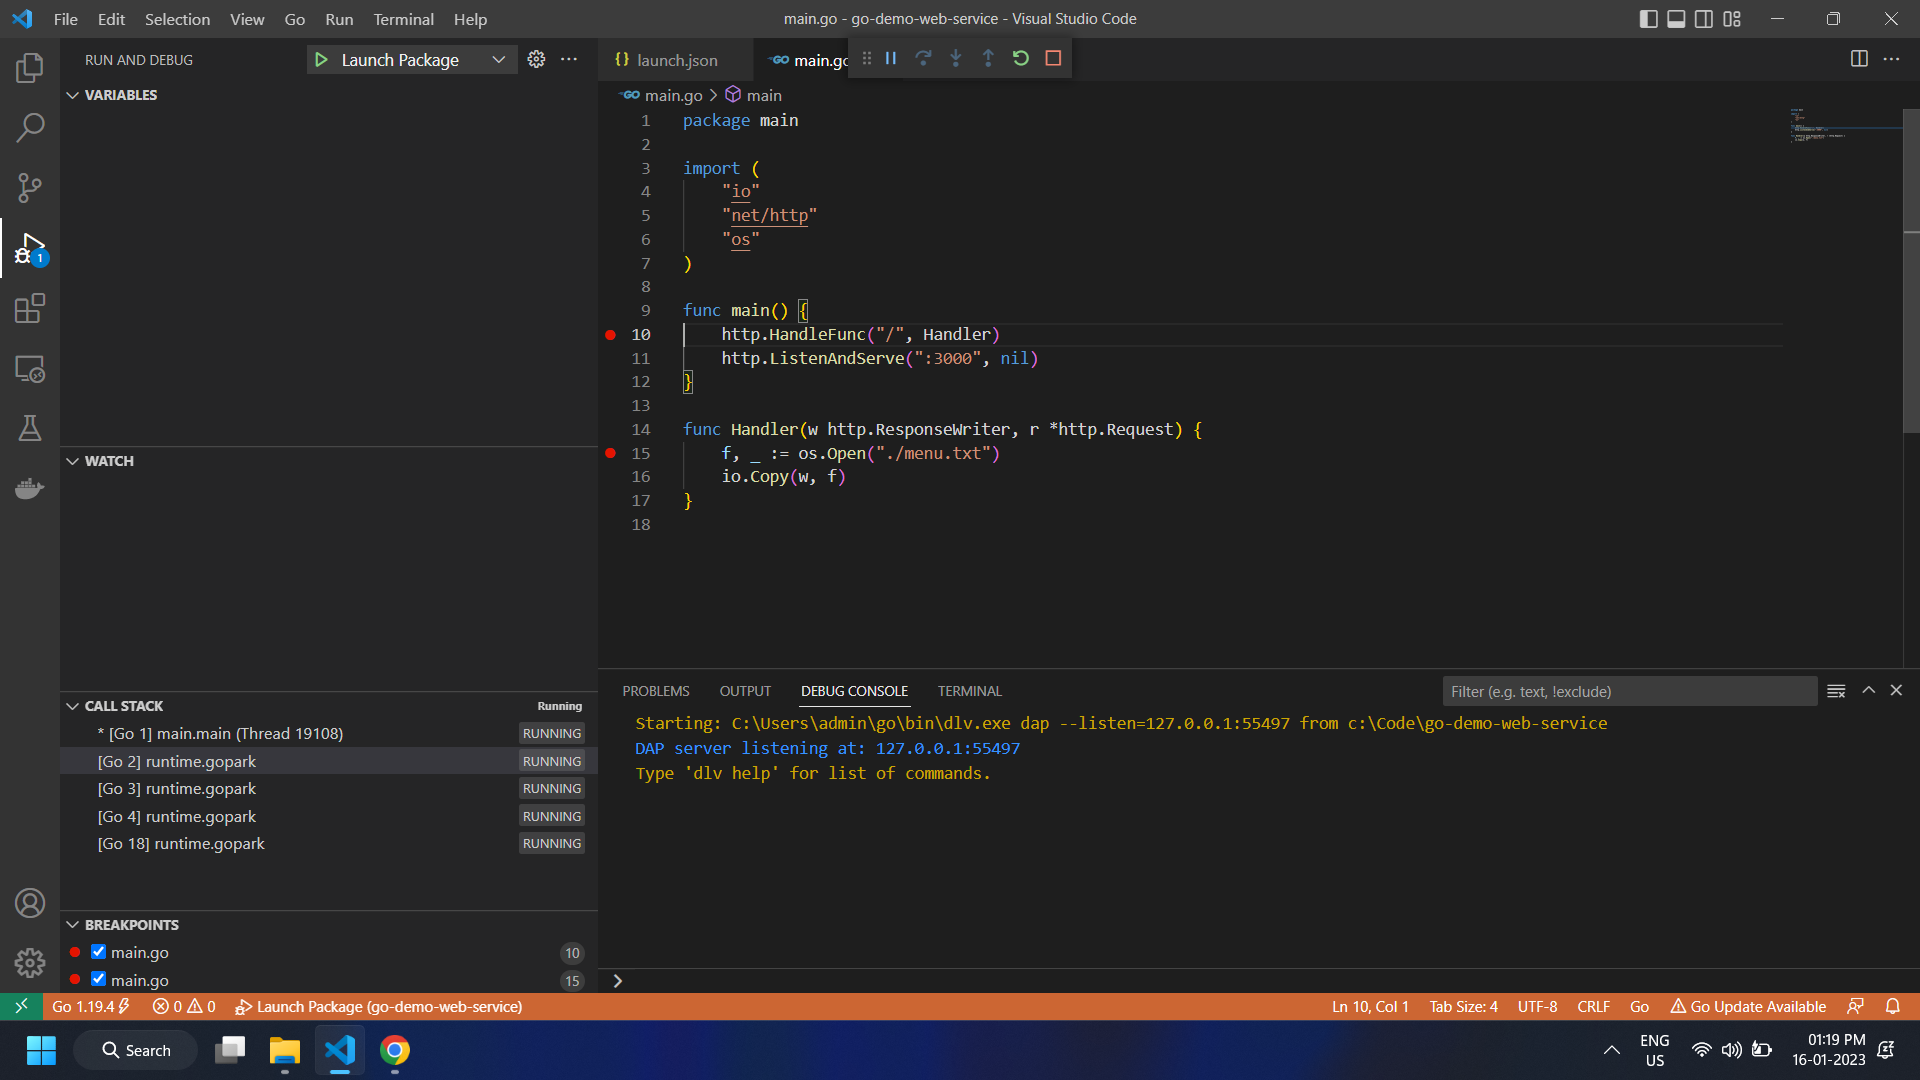 File Edit Selection View Go Run Terminal Help
main.go - go-demo-web-service - Visual Studio Code
RUN AND DEBUG
Launch Package
launch.json
main.go
VARIABLES
main.go > main
1 package main
2
3 import (
4 "io"
5 "net/http"
6 "os"
7 )
8
9 func main() {
10 http.HandleFunc("/", Handler)
11 http.ListenAndServe(":3000", nil)
12 }
13
14 func Handler(w http.ResponseWriter, r *http.Request) {
15 f, _ := os.Open("./menu.txt")
16 io.Copy(w, f)
17 }
18
WATCH
CALL STACK Running
* [Go 1] main.main (Thread 19108) RUNNING
[Go 2] runtime.gopark RUNNING
[Go 3] runtime.gopark RUNNING
[Go 4] runtime.gopark RUNNING
[Go 18] runtime.gopark RUNNING
BREAKPOINTS
main.go 10
main.go 15
PROBLEMS OUTPUT DEBUG CONSOLE TERMINAL
Filter (e.g. text, !exclude)
Starting: C:\Users\admin\go\bin\dlv.exe dap --listen=127.0.0.1:55497 from c:\Code\go-demo-web-service
DAP server listening at: 127.0.0.1:55497
Type 'dlv help' for list of commands.
Go 1.19.4 0 0 Launch Package (go-demo-web-service)
Ln 10, Col 1 Tab Size: 4 UTF-8 CRLF Go Go Update Available
Search
ENG
US
01:19 PM
16-01-2023
1